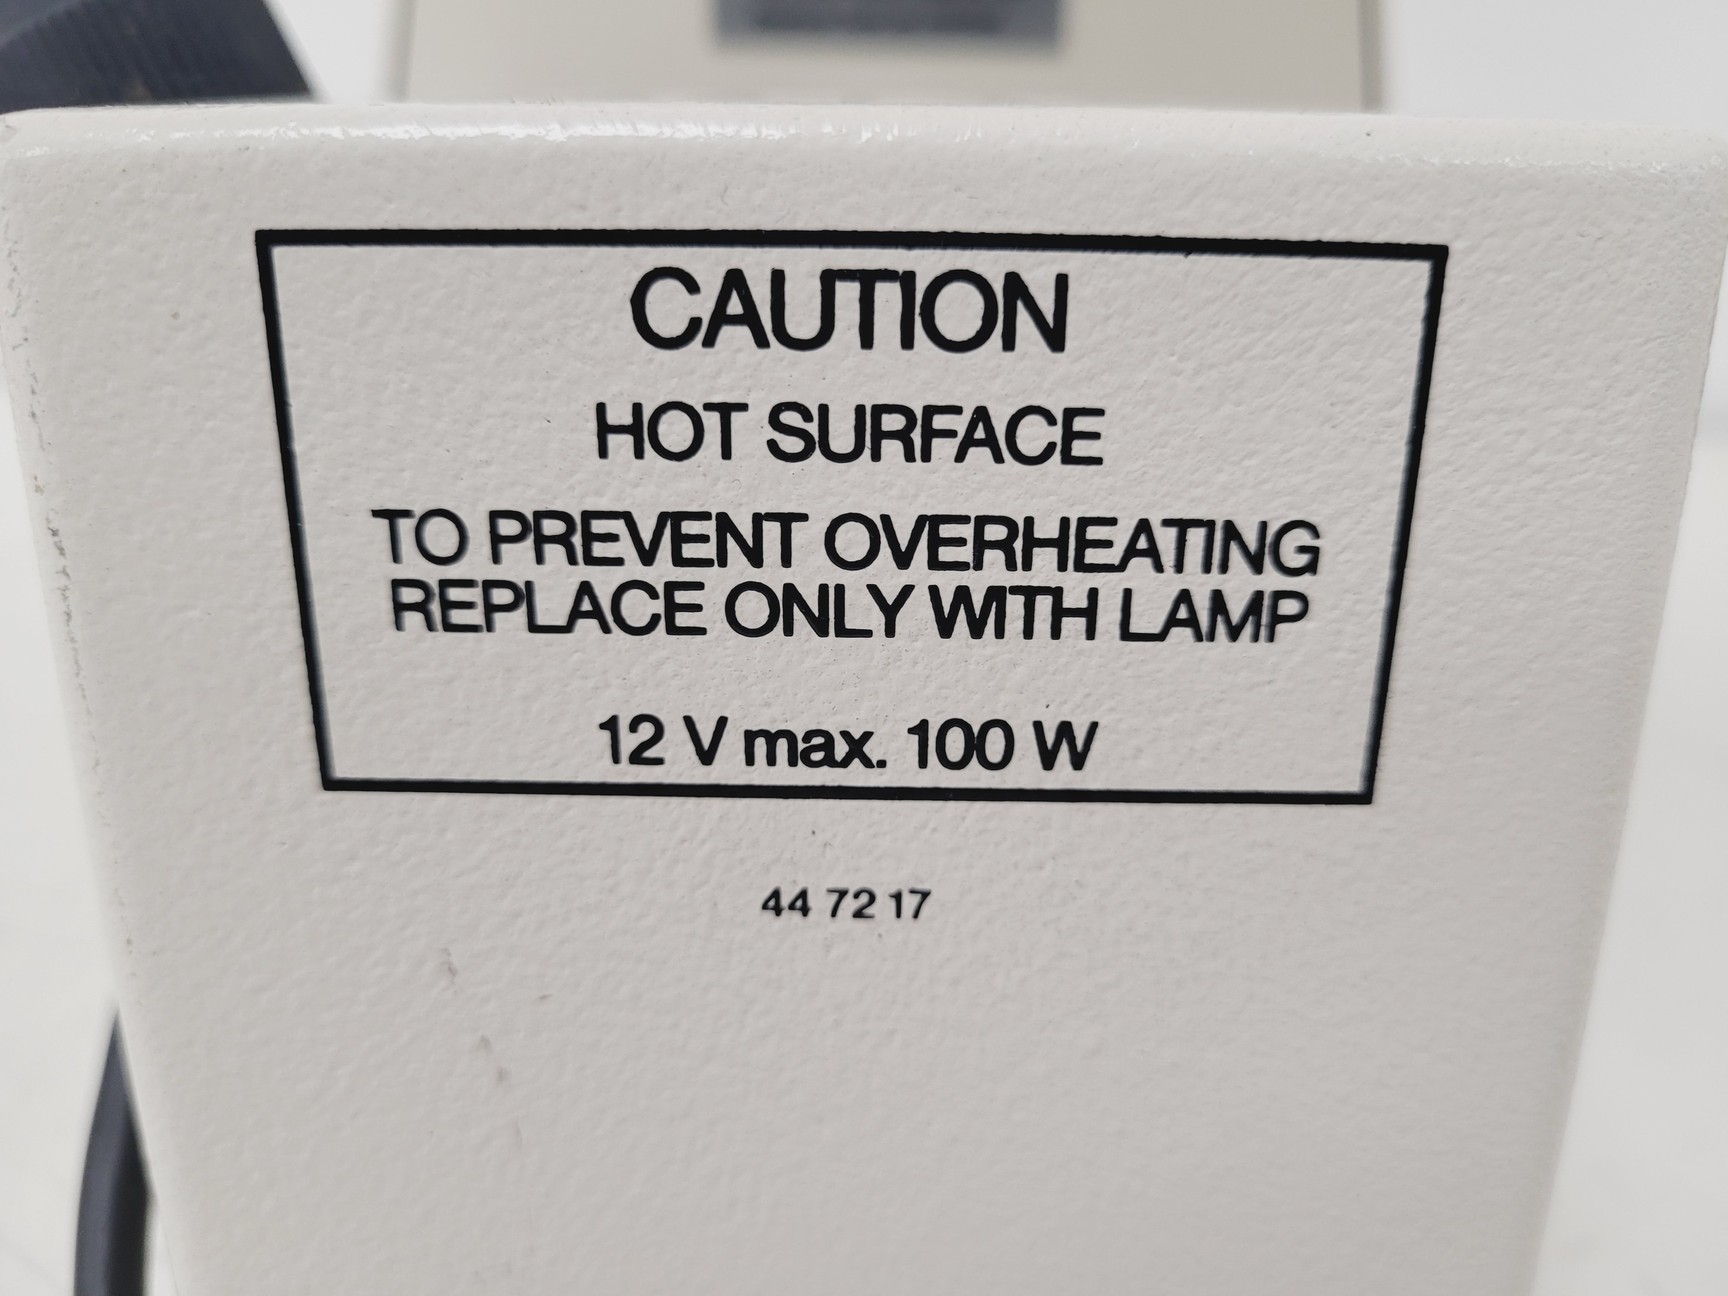 CAUTION
HOT SURFACE
TO PREVENT OVERHEATING
REPLACE ONLY WITH LAMP
12 V max. 100 W
44 72 17